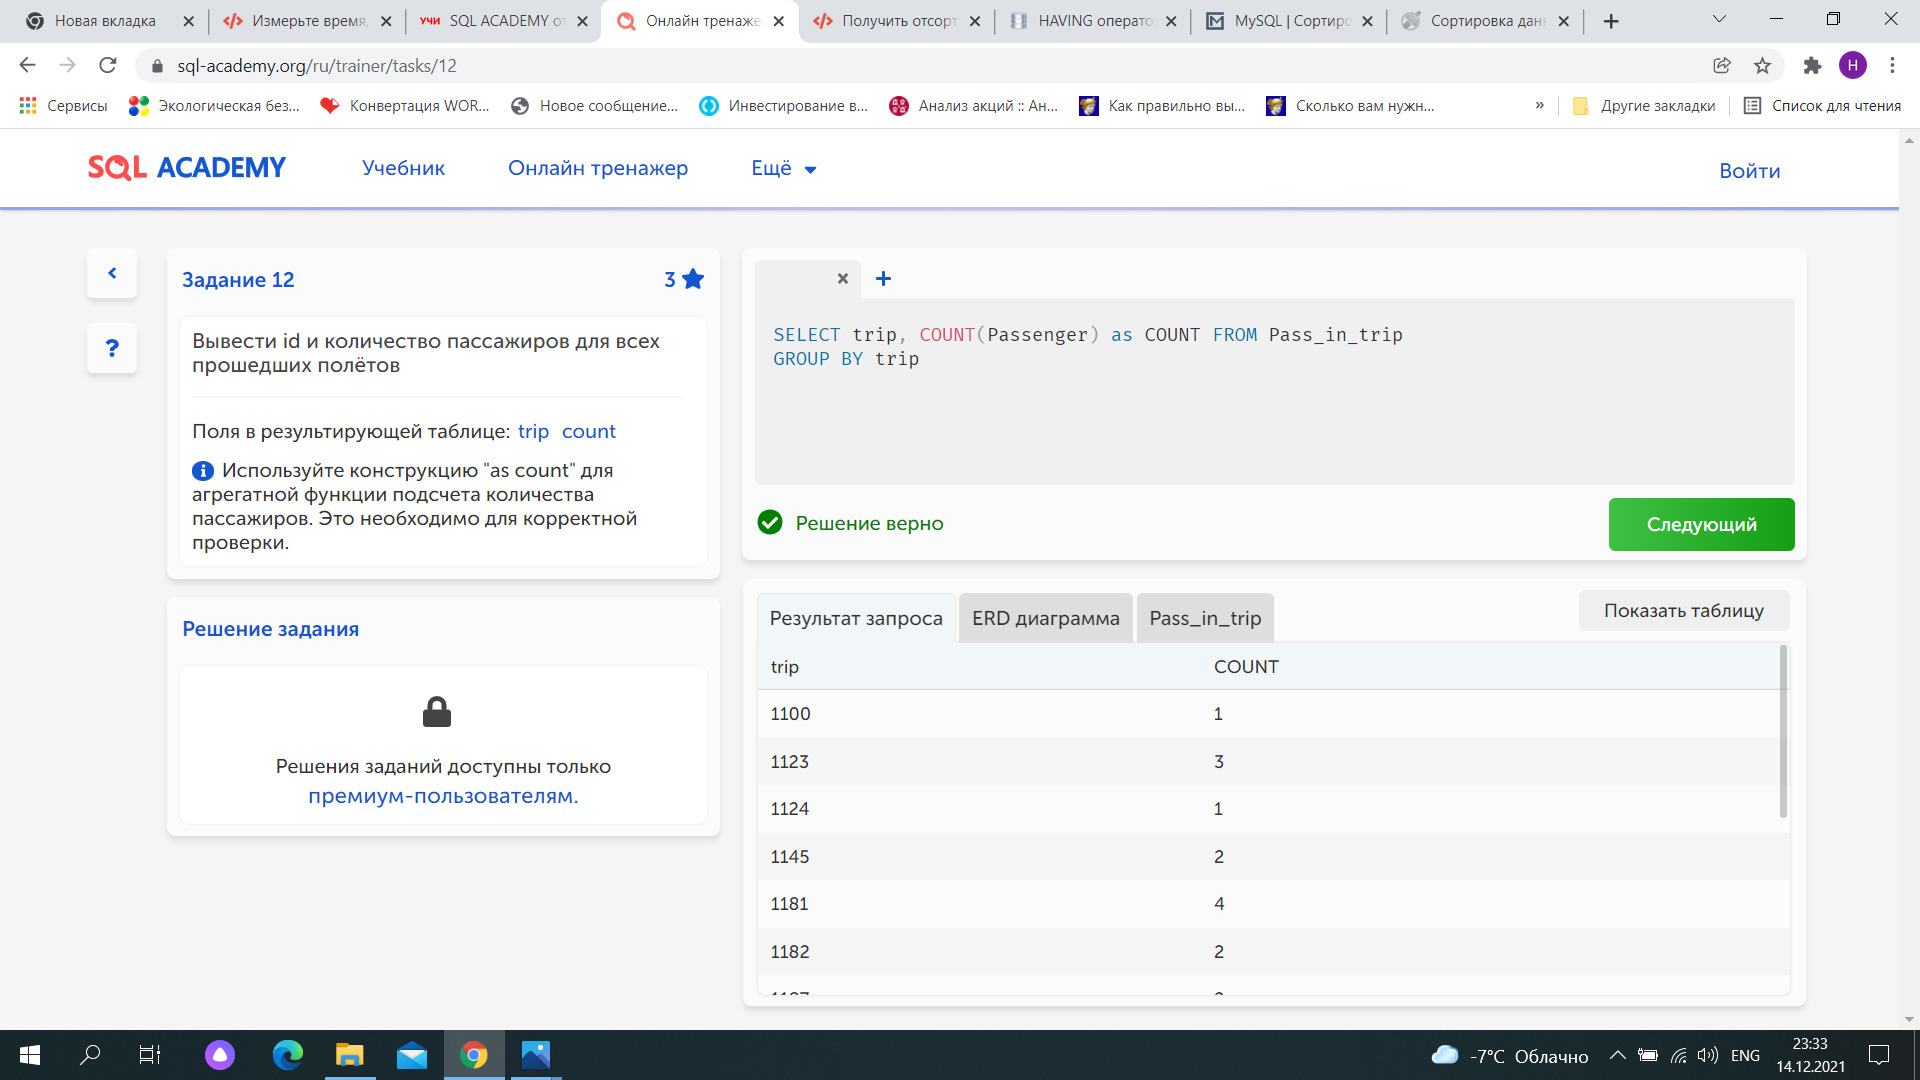 Новая вкладка
Измерьте время,
УЧИ SQL ACADEMY от
Онлайн тренаже
Получить отсорт
HAVING операто
MySQL | Сортиро
Сортировка дан
sql-academy.org/ru/trainer/tasks/12
H
Сервисы
Экологическая без...
Конвертация WOR...
Новое сообщение...
Инвестирование в...
Анализ акций :: Ан...
Как правильно вы...
Сколько вам нужн...
»
Другие закладки
Список для чтения
SQL ACADEMY
Учебник
Онлайн тренажер
Ещё
Войти
Задание 12
3
?
Вывести id и количество пассажиров для всех
прошедших полётов
Поля в результирующей таблице: trip count
Используйте конструкцию "as count" для
агрегатной функции подсчета количества
пассажиров. Это необходимо для корректной
проверки.
Решение задания
Решения заданий доступны только
премиум-пользователям.
SELECT trip, COUNT(Passenger) as COUNT FROM Pass_in_trip
GROUP BY trip
Решение верно
Следующий
Результат запроса
ERD диаграмма
Pass_in_trip
Показать таблицу
trip COUNT
1100 1
1123 3
1124 1
1145 2
1181 4
1182 2
-7°C Облачно
ENG
23:33
14.12.2021